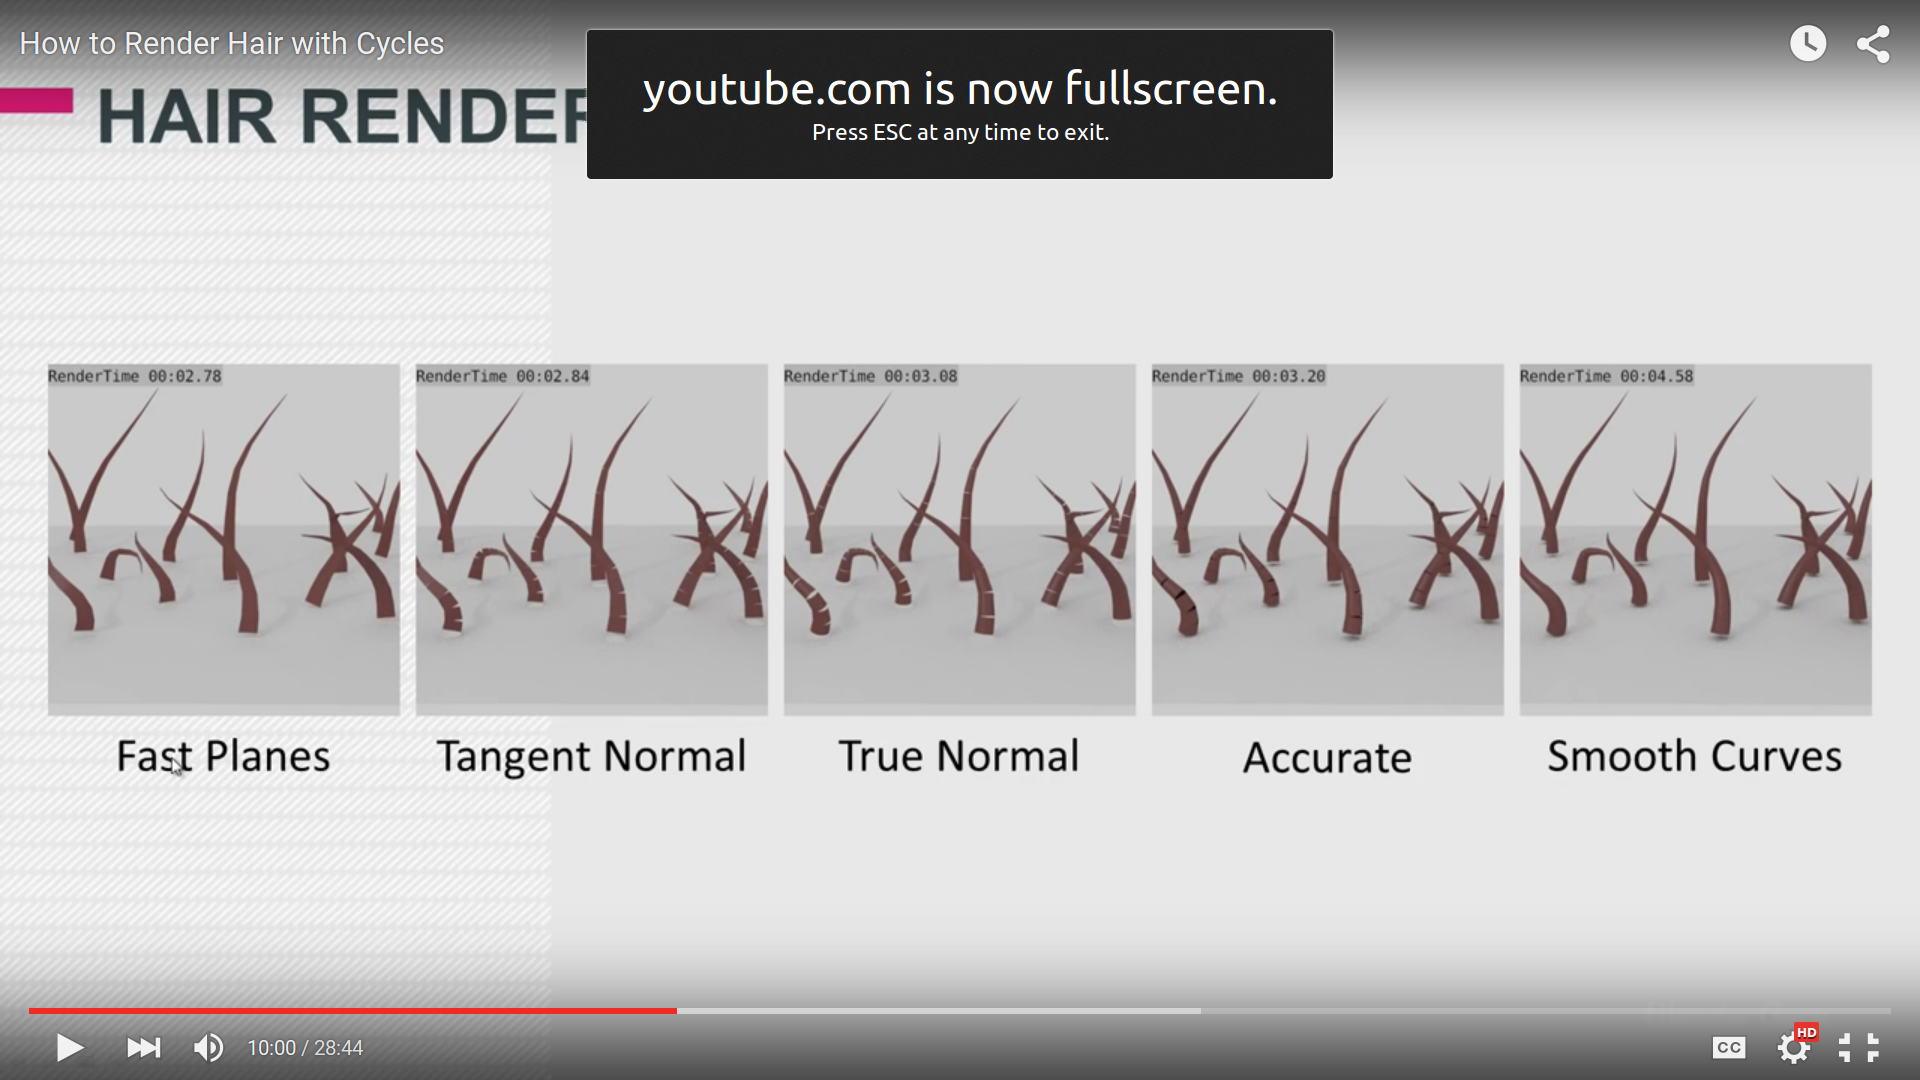 How to Render Hair with Cycles
youtube.com is now fullscreen.
Press ESC at any time to exit.
HAIR RENDER
RenderTime 00:02.78
RenderTime 00:02.84
RenderTime 00:03.08
RenderTime 00:03.20
RenderTime 00:04.58
Fast Planes
Tangent Normal
True Normal
Accurate
Smooth Curves
10:00 / 28:44
CC
HD